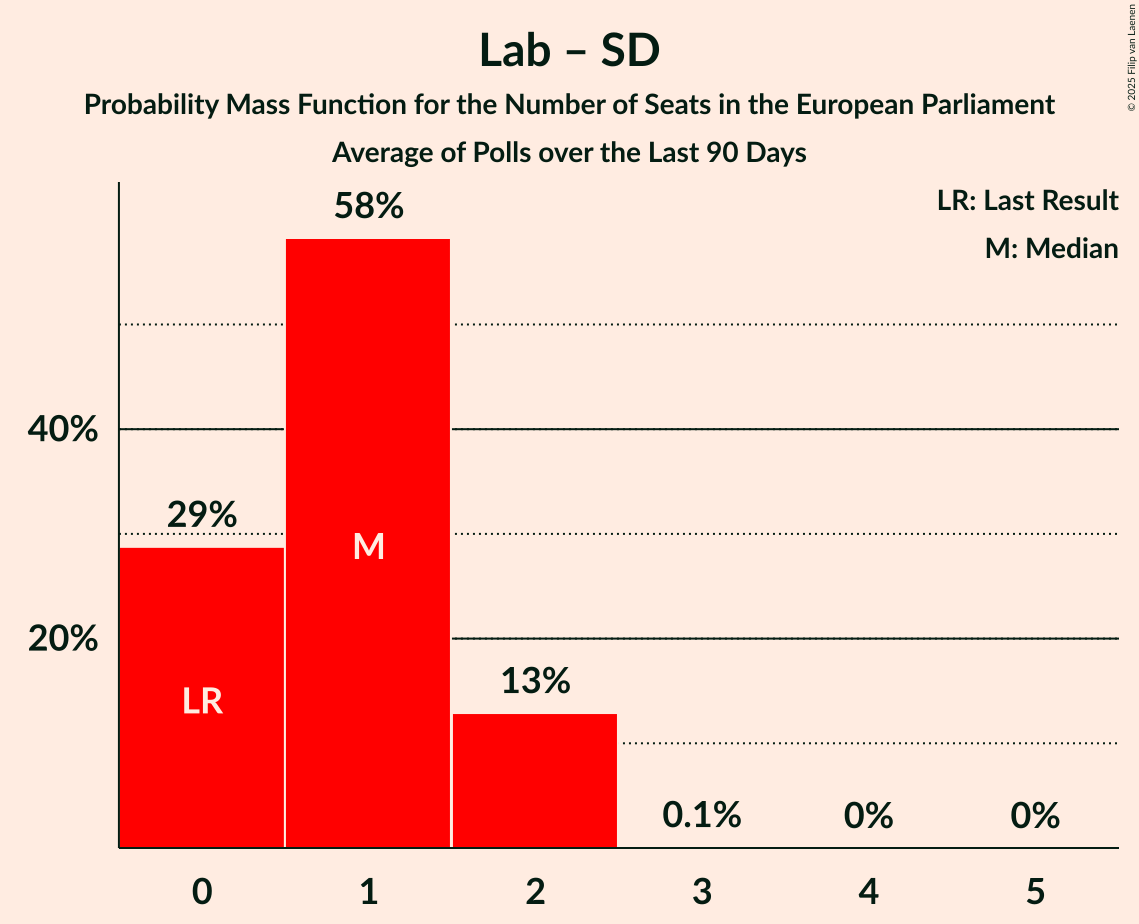 Lab – SD
Probability Mass Function for the Number of Seats in the European Parliament
Average of Polls over the Last 90 Days
© 2025 Filip van Laenen
LR: Last Result
M: Median
58%
40%
29%
M
20%
13%
LR
0.1%
0%
0%
0
1
2
3
4
5